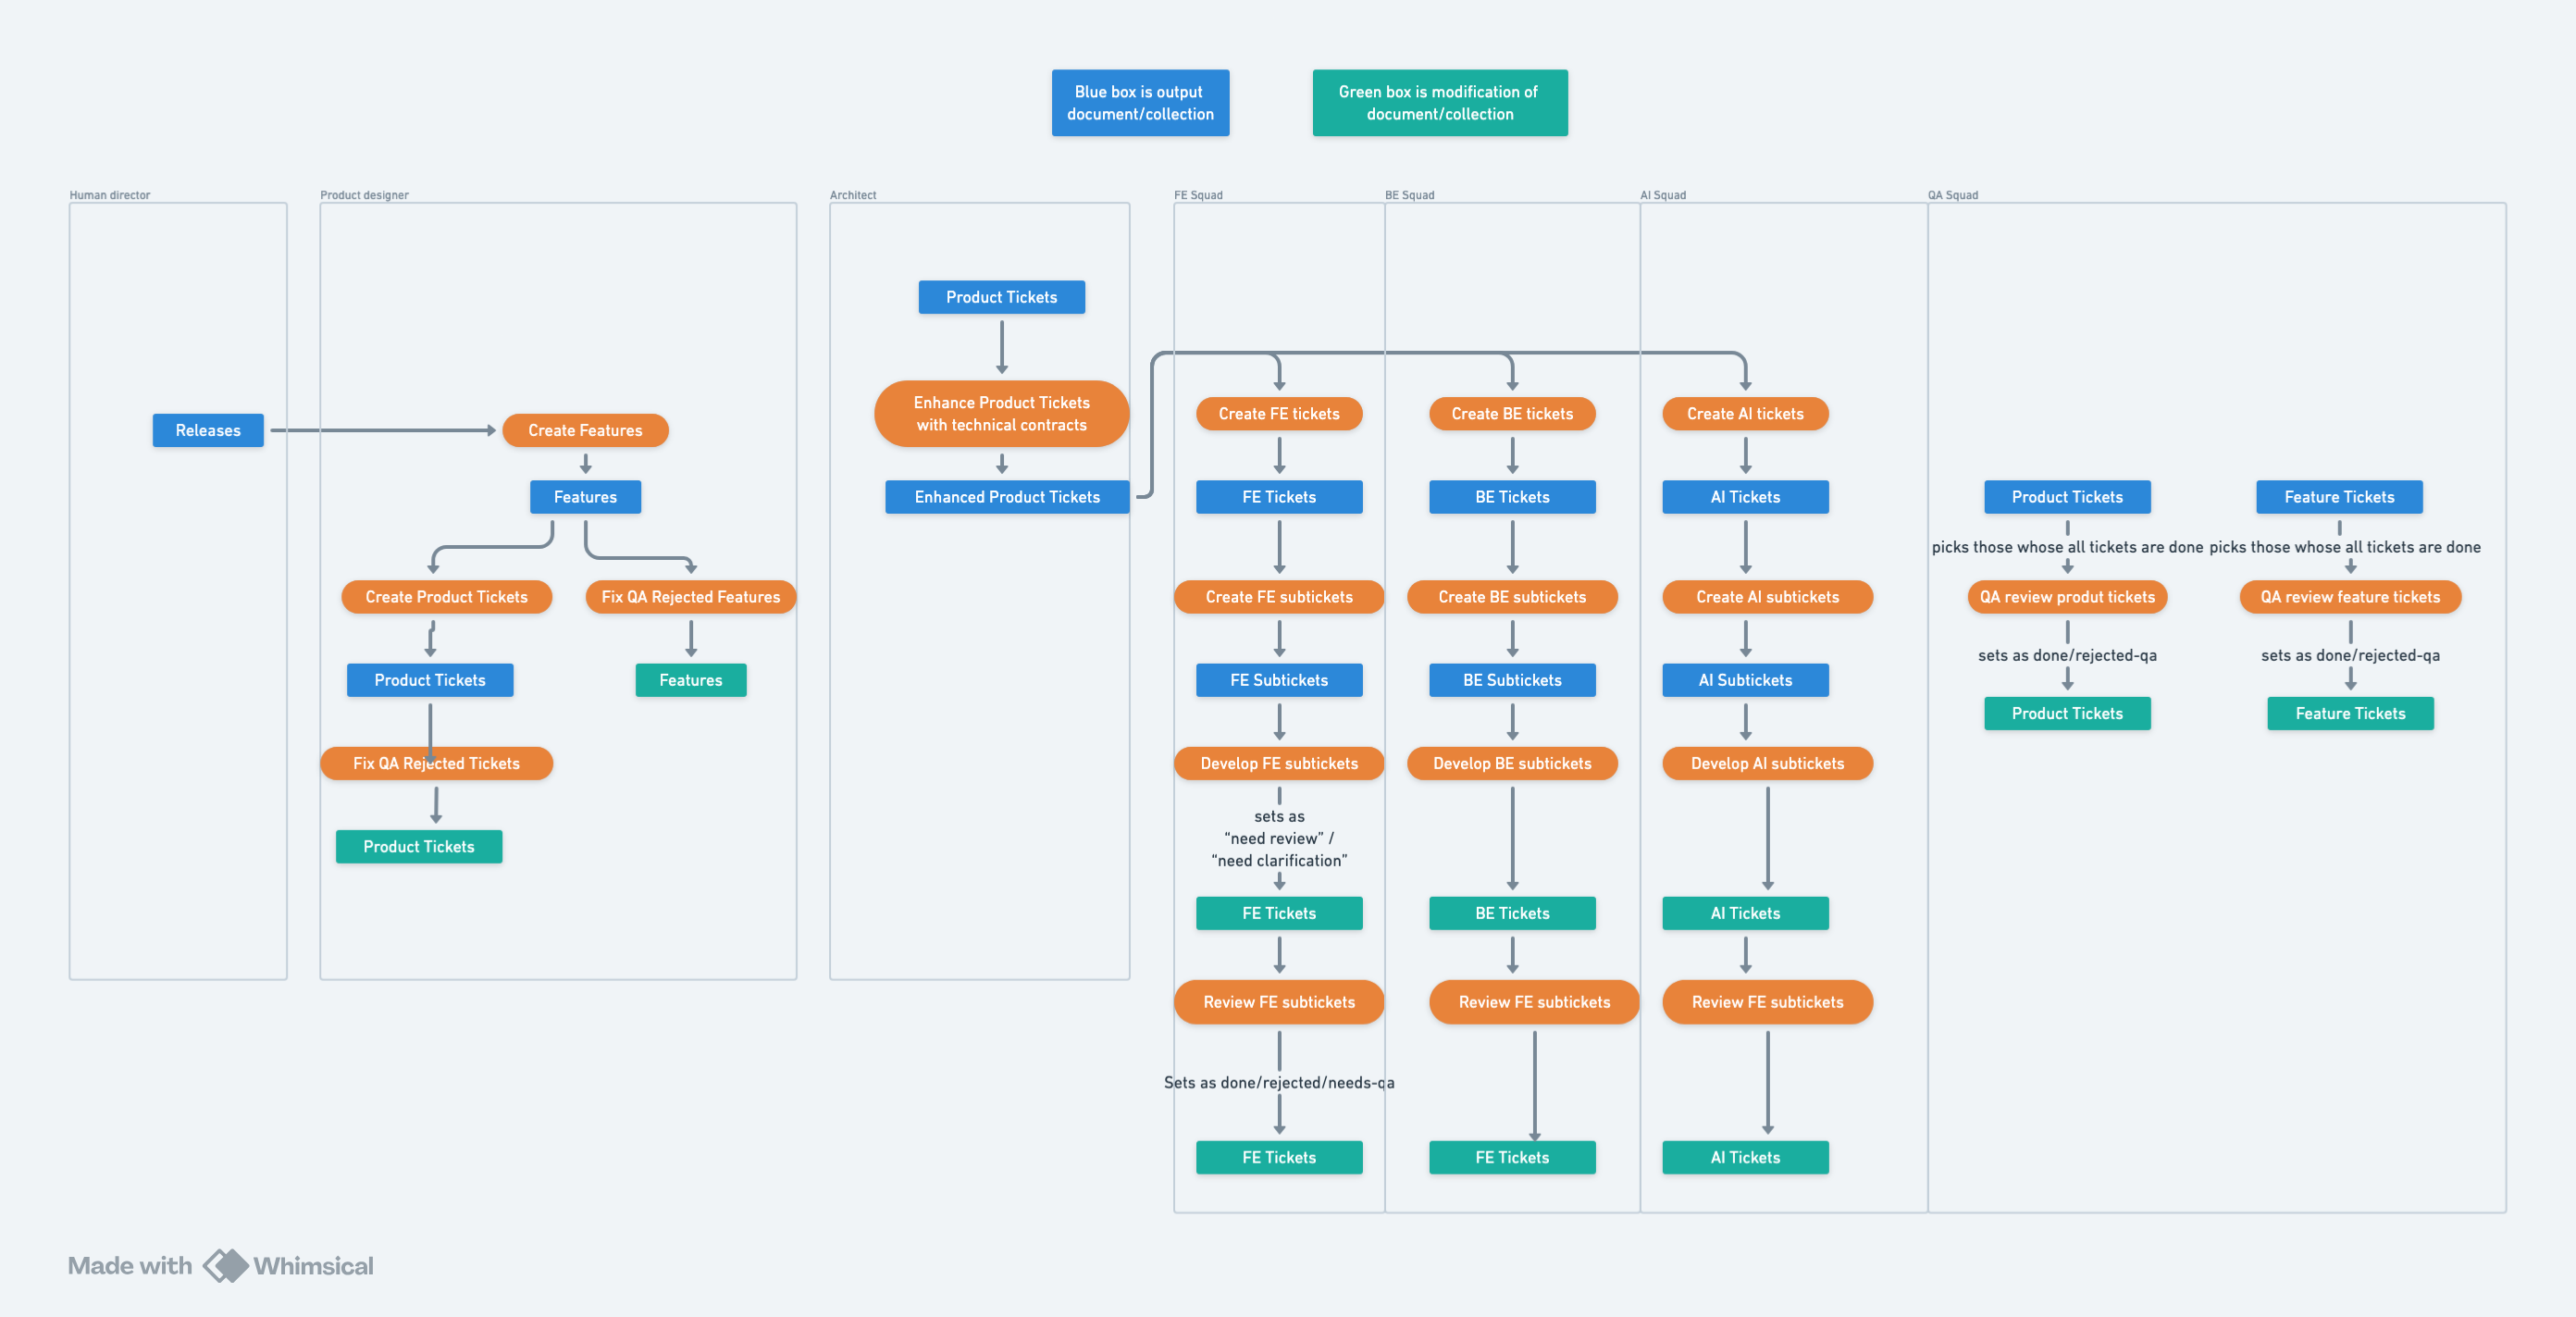 Blue box is output
document/collection
Green box is modification of
document/collection
Human director
Releases
Product designer
Create Features
Features
Create Product Tickets
Fix QA Rejected Features
Product Tickets
Features
Fix QA Rejected Tickets
Product Tickets
Architect
Product Tickets
Enhance Product Tickets
with technical contracts
Enhanced Product Tickets
FE Squad
Create FE tickets
FE Tickets
Create FE subtickets
FE Subtickets
Develop FE subtickets
sets as
“need review” /
“need clarification”
FE Tickets
Review FE subtickets
Sets as done/rejected/needs-qa
FE Tickets
BE Squad
Create BE tickets
BE Tickets
Create BE subtickets
BE Subtickets
Develop BE subtickets
BE Tickets
Review FE subtickets
FE Tickets
AI Squad
Create AI tickets
AI Tickets
Create AI subtickets
AI Subtickets
Develop AI subtickets
AI Tickets
Review FE subtickets
AI Tickets
QA Squad
Product Tickets
picks those whose all tickets are done
QA review produt tickets
sets as done/rejected-qa
Product Tickets
Feature Tickets
picks those whose all tickets are done
QA review feature tickets
sets as done/rejected-qa
Feature Tickets
Made with Whimsical